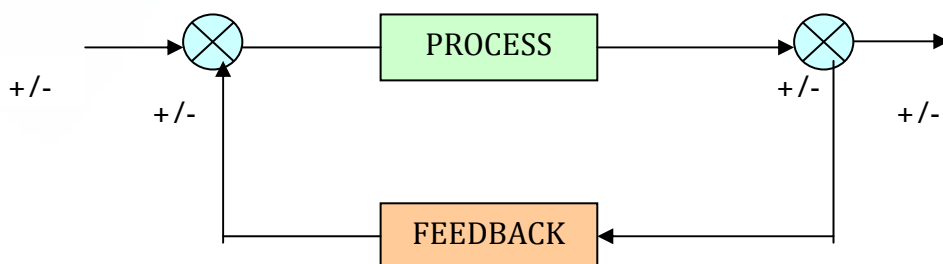 PROCESS
+/-
+/-
+/-
+/-
FEEDBACK